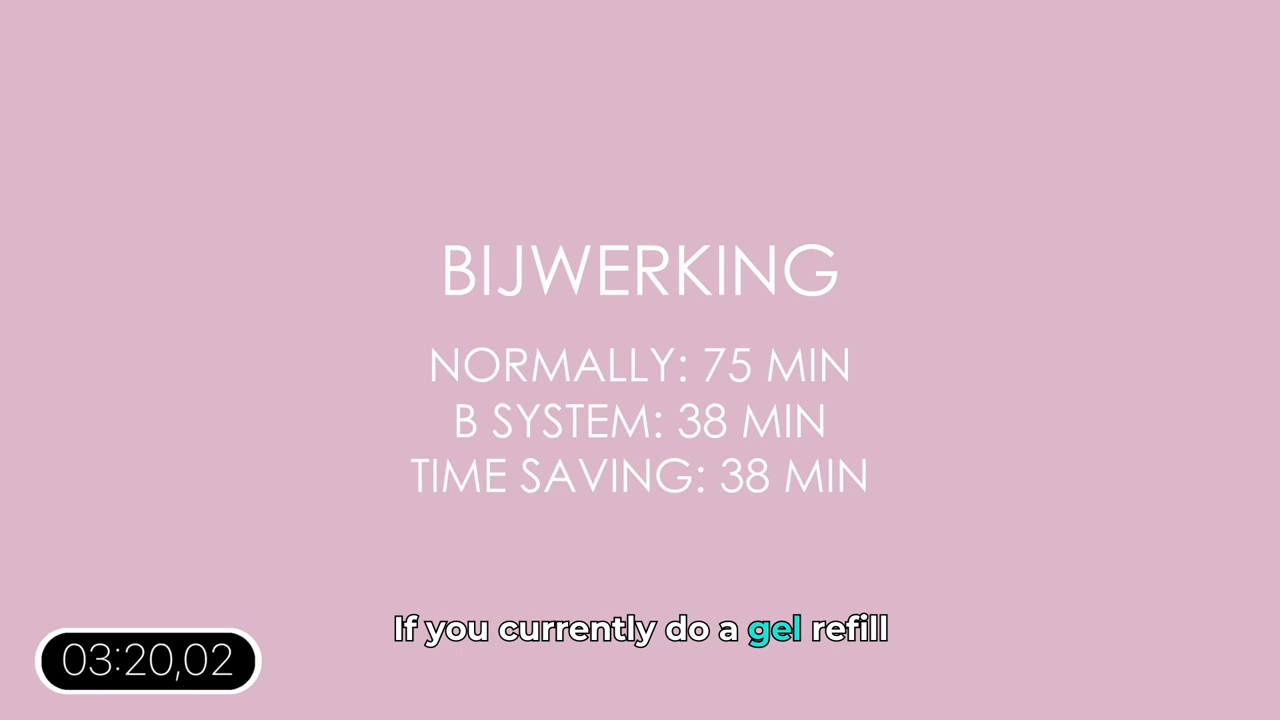 BIJWERKING
NORMALLY: 75 MIN
B SYSTEM: 38 MIN
TIME SAVING: 38 MIN
If you currently do a gel refill
03:20,02